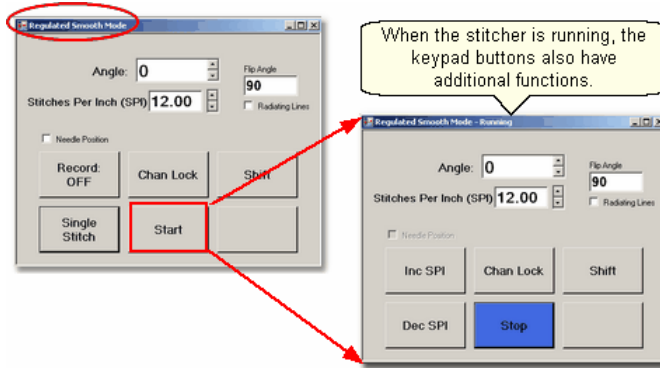 Regulated Smooth Mode
Angle: 0
Flip Angle
90
Stitches Per Inch (SPI) 12.00
Radiating Lines
Needle Position
Record: OFF
Chan Lock
Shift
Single Stitch
Start
When the stitcher is running, the
keypad buttons also have
additional functions.
Regulated Smooth Mode - Running
Angle: 0
Flip Angle
90
Stitches Per Inch (SPI) 12.00
Radiating Lines
Needle Position
Inc SPI
Chan Lock
Shift
Dec SPI
Stop